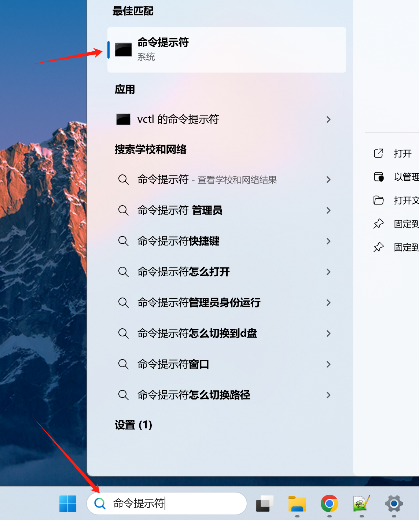 最佳匹配
命令提示符
系统
应用
vctl 的命令提示符
搜索学校和网络
命令提示符 - 查看学校和网络结果
命令提示符 管理员
命令提示符快捷键
命令提示符怎么打开
命令提示符管理员身份运行
命令提示符怎么切换到d盘
命令提示符窗口
命令提示符怎么切换路径
设置 (1)
打开
以管理
打开文
固定到
固定到
命令提示符